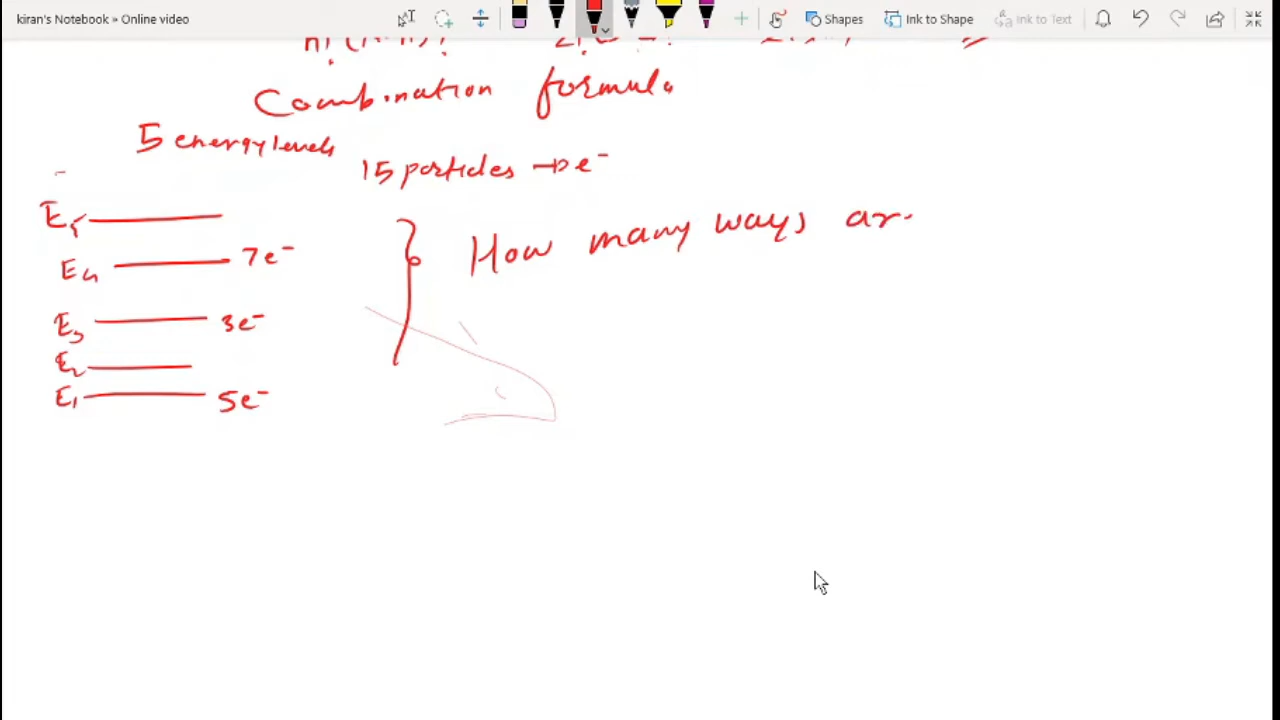 kiran's Notebook » Online video
Shapes
Ink to Shape
Ink to Text
Combination formula
5 energy levels
15 particles → e⁻
E₅
E₄ 7e⁻
E₃ 3e⁻
E₂
E₁ 5e⁻
How many ways ar